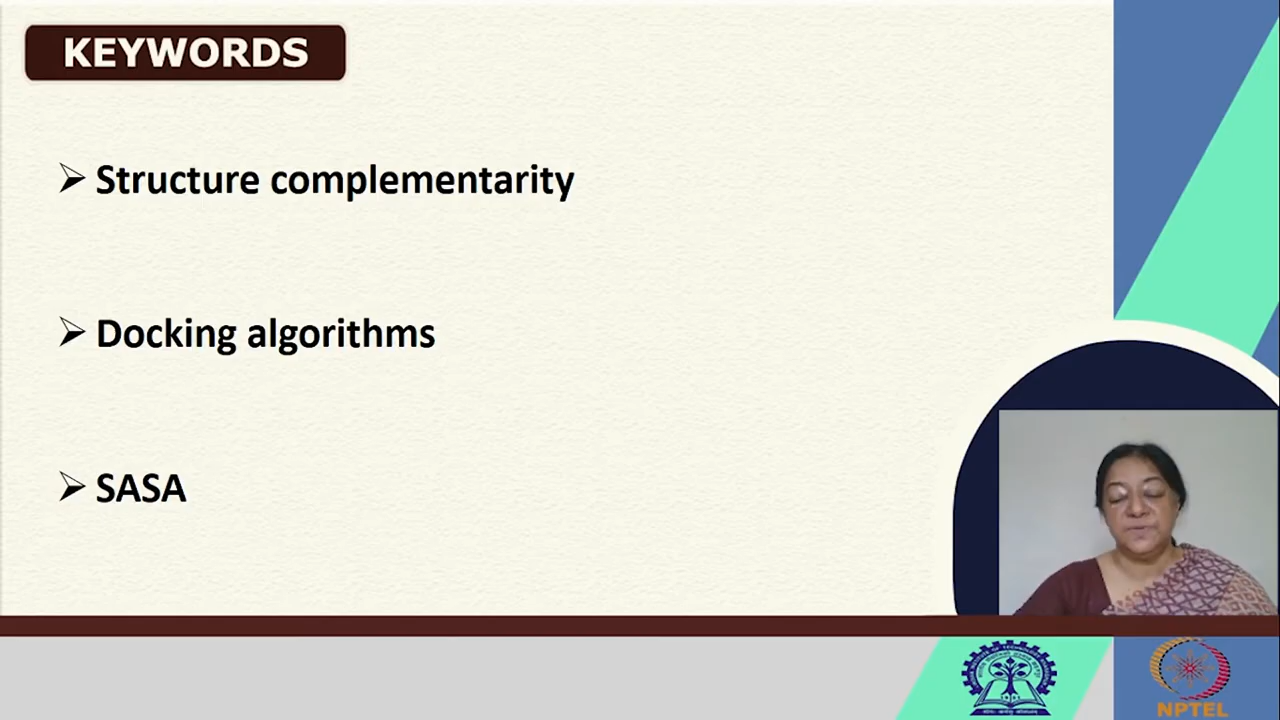 KEYWORDS
➢ Structure complementarity
➢ Docking algorithms
➢ SASA
NPTEL